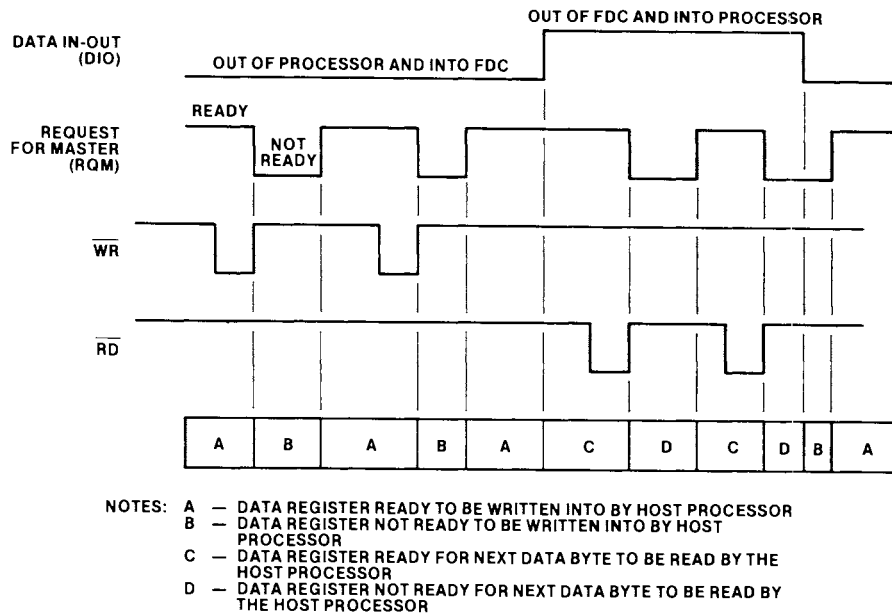 OUT OF FDC AND INTO PROCESSOR
DATA IN-OUT
(DIO)
OUT OF PROCESSOR AND INTO FDC
READY
REQUEST
FOR MASTER
(RQM)
NOT
READY
WR
RD
A B A B A C D C D B A
NOTES: A — DATA REGISTER READY TO BE WRITTEN INTO BY HOST PROCESSOR
B — DATA REGISTER NOT READY TO BE WRITTEN INTO BY HOST
PROCESSOR
C — DATA REGISTER READY FOR NEXT DATA BYTE TO BE READ BY THE
HOST PROCESSOR
D — DATA REGISTER NOT READY FOR NEXT DATA BYTE TO BE READ BY
THE HOST PROCESSOR